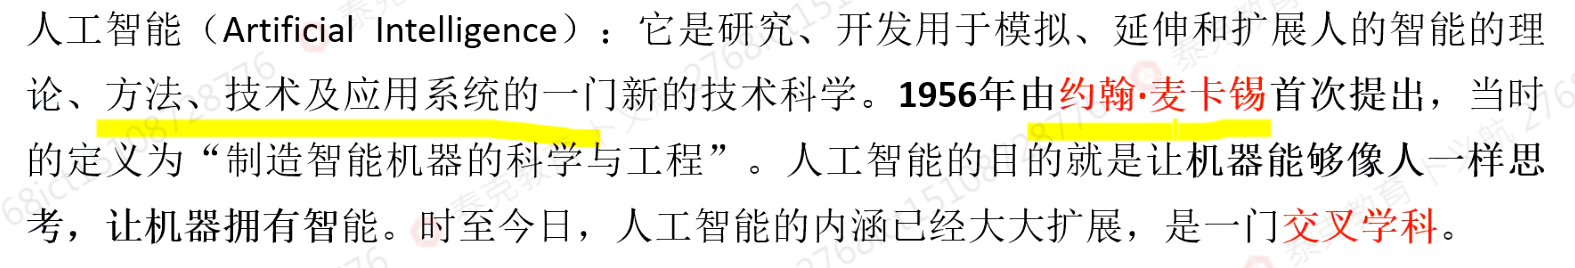 人工智能（Artificial Intelligence）：它是研究、开发用于模拟、延伸和扩展人的智能的理
论、方法、技术及应用系统的一门新的技术科学。1956年由约翰·麦卡锡首次提出，当时
的定义为“制造智能机器的科学与工程”。人工智能的目的就是让机器能够像人一样思
考，让机器拥有智能。时至今日，人工智能的内涵已经大大扩展，是一门交叉学科。